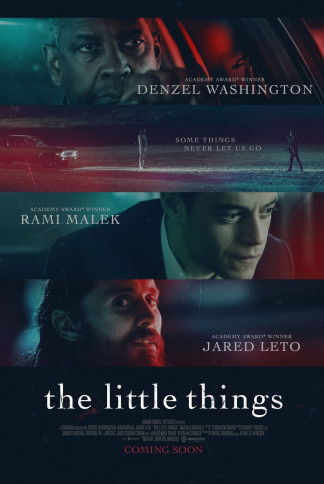 ACADEMY AWARD® WINNER
DENZEL WASHINGTON
SOME THINGS
NEVER LET US GO
ACADEMY AWARD® WINNER
RAMI MALEK
ACADEMY AWARD® WINNER
JARED LETO
the little things
COMING SOON